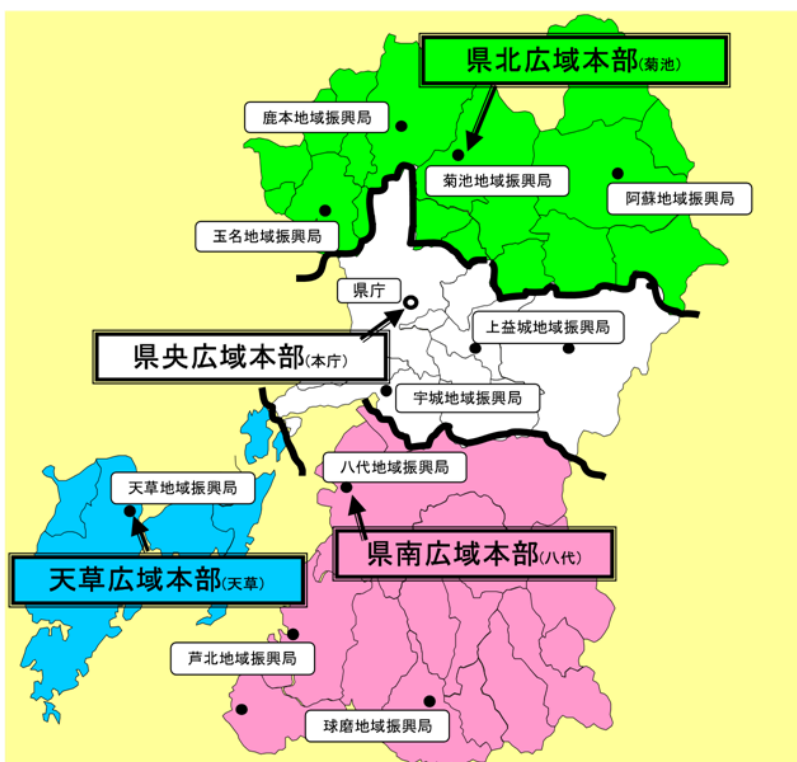 県北広域本部(菊池)
鹿本地域振興局
菊池地域振興局
阿蘇地域振興局
玉名地域振興局
県庁
上益城地域振興局
県央広域本部(本庁)
宇城地域振興局
八代地域振興局
天草地域振興局
県南広域本部(八代)
天草広域本部(天草)
芦北地域振興局
球磨地域振興局